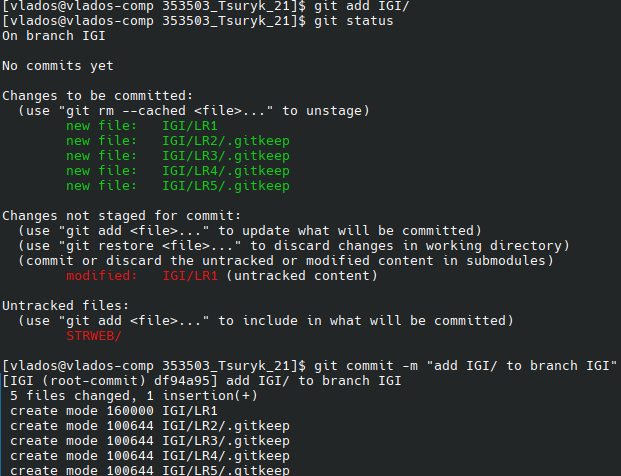 [vlados@vlados-comp 353503_Tsuryk_21]$ git add IGI/
[vlados@vlados-comp 353503_Tsuryk_21]$ git status
On branch IGI
No commits yet
Changes to be committed:
  (use "git rm --cached <file>..." to unstage)
        new file:   IGI/LR1
        new file:   IGI/LR2/.gitkeep
        new file:   IGI/LR3/.gitkeep
        new file:   IGI/LR4/.gitkeep
        new file:   IGI/LR5/.gitkeep
Changes not staged for commit:
  (use "git add <file>..." to update what will be committed)
  (use "git restore <file>..." to discard changes in working directory)
  (commit or discard the untracked or modified content in submodules)
        modified:   IGI/LR1 (untracked content)
Untracked files:
  (use "git add <file>..." to include in what will be committed)
        STRWEB/
[vlados@vlados-comp 353503_Tsuryk_21]$ git commit -m "add IGI/ to branch IGI"
[IGI (root-commit) df94a95] add IGI/ to branch IGI
 5 files changed, 1 insertion(+)
 create mode 160000 IGI/LR1
 create mode 100644 IGI/LR2/.gitkeep
 create mode 100644 IGI/LR3/.gitkeep
 create mode 100644 IGI/LR4/.gitkeep
 create mode 100644 IGI/LR5/.gitkeep